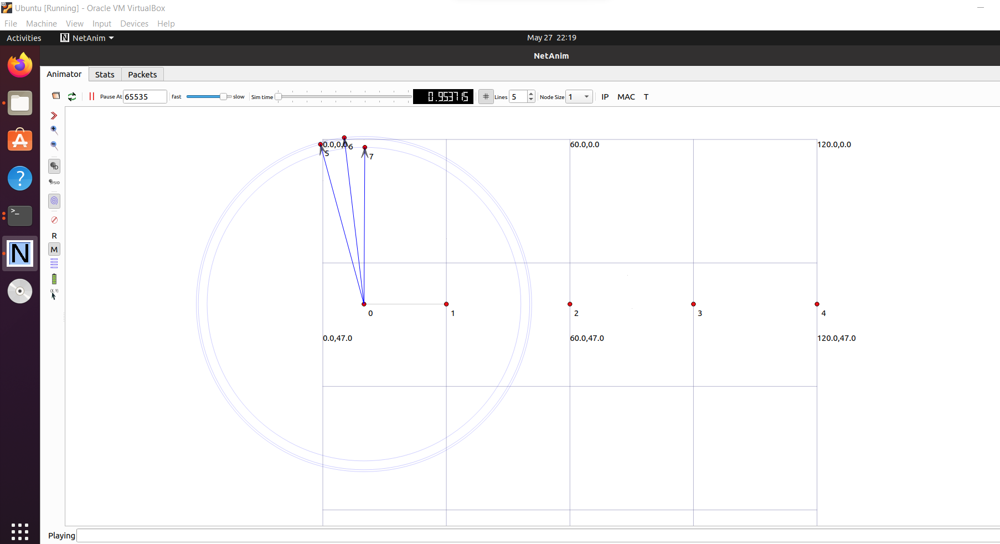 Ubuntu [Running] - Oracle VM VirtualBox
File Machine View Input Devices Help
Activities NetAnim May 27 22:19
NetAnim
Animator Stats Packets
Pause At 65535 fast slow Sim time 0.953715 # Lines 5 Node Size 1 IP MAC T
ID
SYSID
R
M
(X, Y)
0.0,0.0 60.0,0.0 120.0,0.0
5 6 7
0 1 2 3 4
0.0,47.0 60.0,47.0 120.0,47.0
Playing